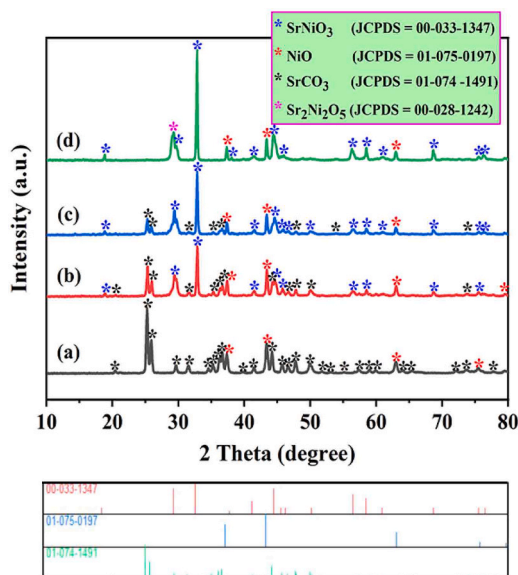 * SrNiO₃ (JCPDS = 00-033-1347)
* NiO (JCPDS = 01-075-0197)
* SrCO₃ (JCPDS = 01-074 -1491)
* Sr₂Ni₂O₅ (JCPDS = 00-028-1242)
Intensity (a.u.)
(d)
(c)
(b)
(a)
10 20 30 40 50 60 70 80
2 Theta (degree)
00-033-1347
01-075-0197
01-074-1491